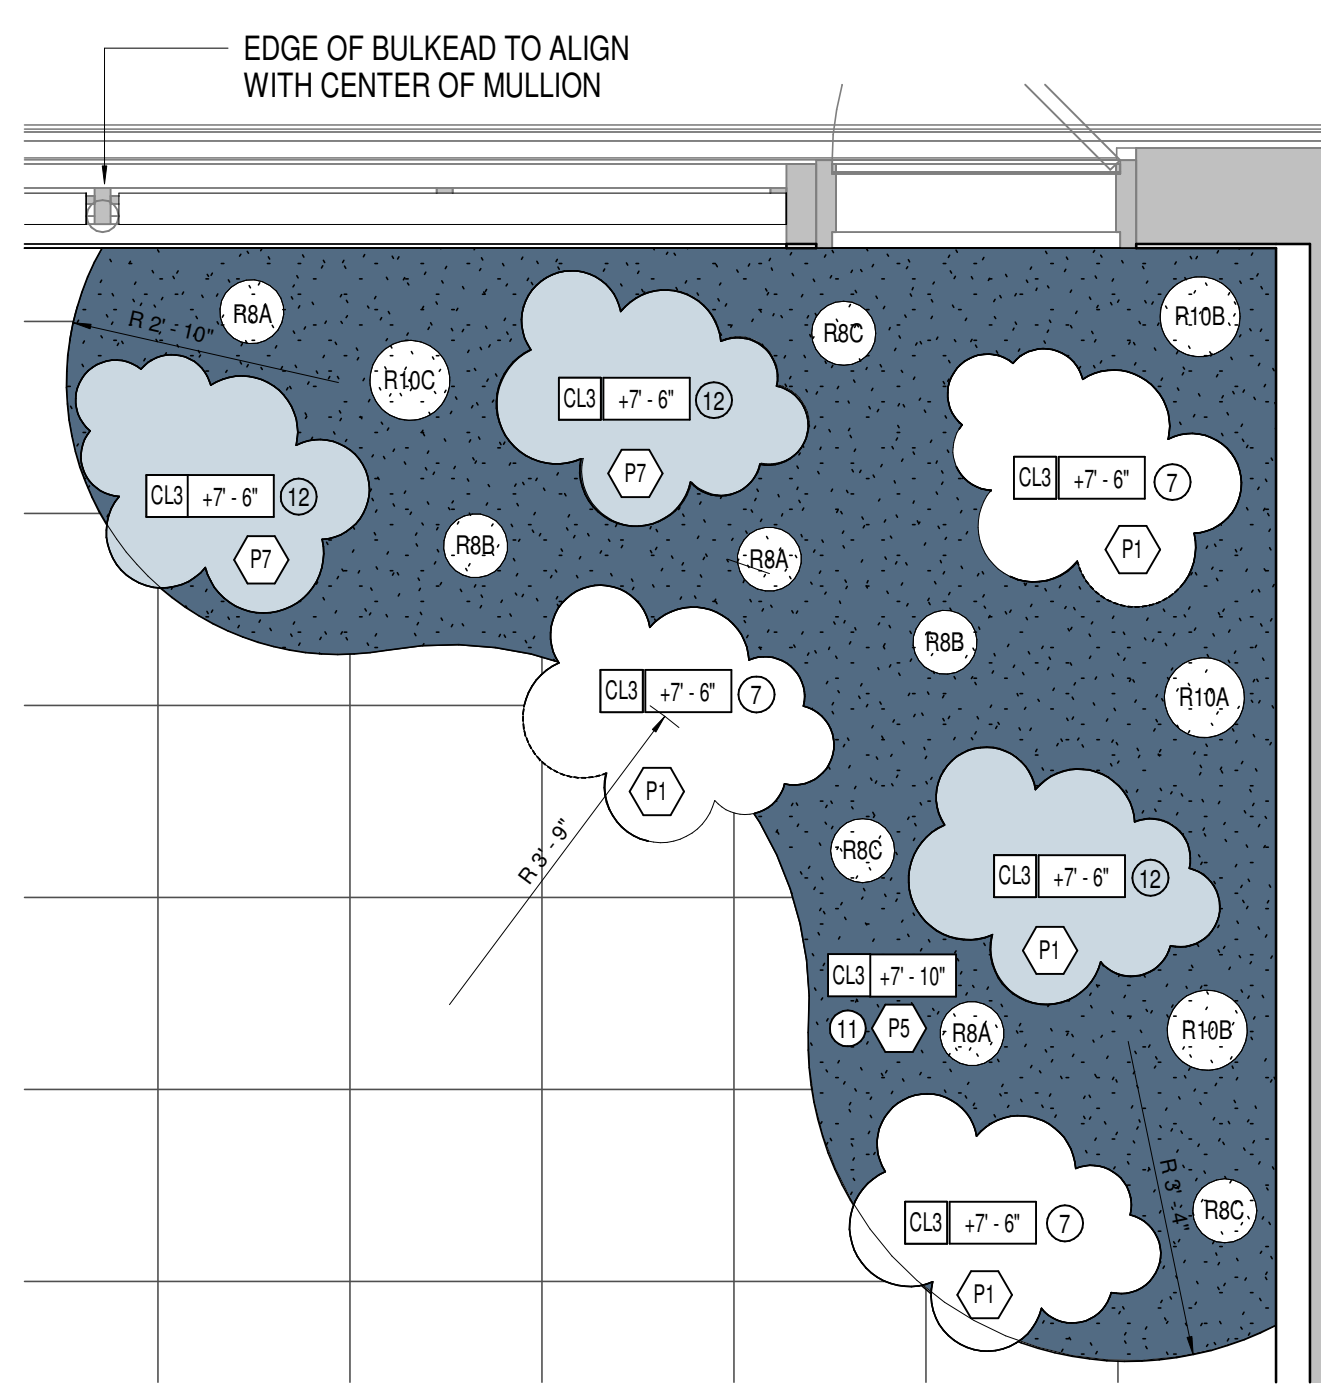 EDGE OF BULKEAD TO ALIGN
WITH CENTER OF MULLION
R8A
R 2' - 10"
R10C
R8C
R10B
CL3 +7' - 6" 12
P7
CL3 +7' - 6" 7
P1
CL3 +7' - 6" 12
P7
R8B
R8A
R8B
CL3 +7' - 6" 7
P1
R10A
R 3' - 9"
R8C
CL3 +7' - 6" 12
P1
CL3 +7' - 10"
11 P5
R8A
R10B
R 3' - 4"
R8C
CL3 +7' - 6" 7
P1